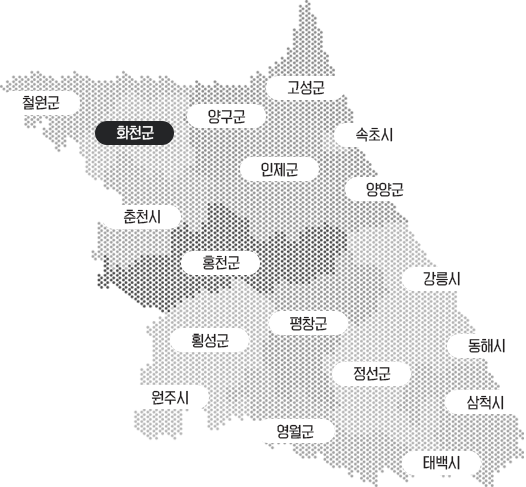 고성군
철원군
양구군
화천군
속초시
인제군
양양군
춘천시
홍천군
강릉시
평창군
횡성군
동해시
정선군
원주시
삼척시
영월군
태백시